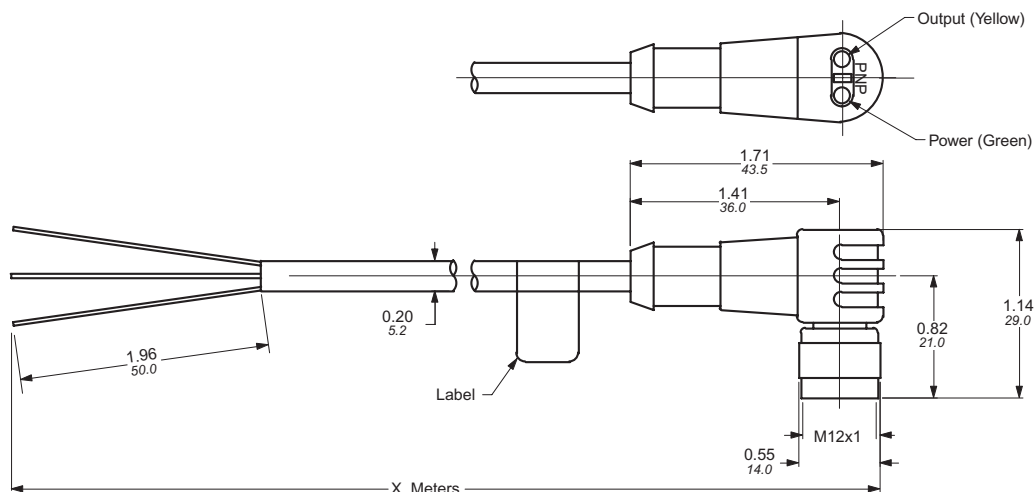 Output (Yellow)
PNP
Power (Green)
1.71
43.5
1.41
36.0
0.20
5.2
1.14
29.0
0.82
21.0
1.96
50.0
Label
M12x1
0.55
14.0
X Meters